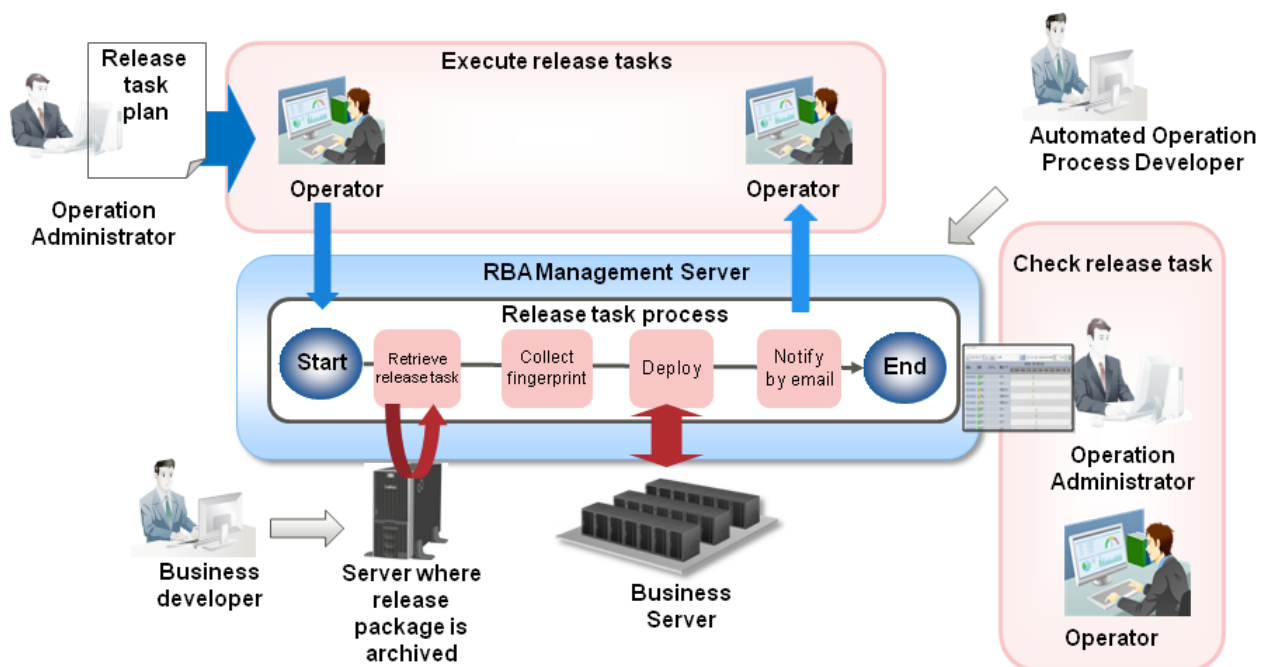 Release
task
plan
Operation
Administrator
Execute release tasks
Operator
Operator
Automated Operation
Process Developer
RBA Management Server
Release task process
Start
Retrieve
release task
Collect
fingerprint
Deploy
Notify
by email
End
Check release task
Operation
Administrator
Operator
Business
developer
Server where
release
package is
archived
Business
Server